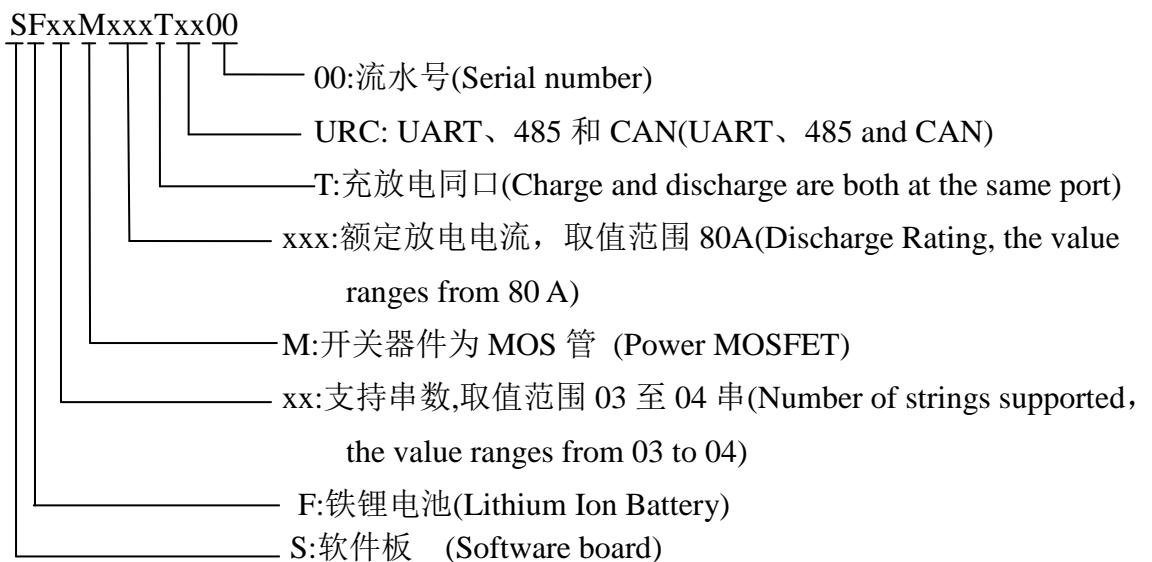 SFxxMxxxTxx00
00:流水号(Serial number)
URC: UART、485 和 CAN(UART、485 and CAN)
T:充放电同口(Charge and discharge are both at the same port)
xxx:额定放电电流，取值范围 80A(Discharge Rating, the value
ranges from 80 A)
M:开关器件为 MOS 管 (Power MOSFET)
xx:支持串数,取值范围 03 至 04 串(Number of strings supported，
the value ranges from 03 to 04)
F:铁锂电池(Lithium Ion Battery)
S:软件板 (Software board)